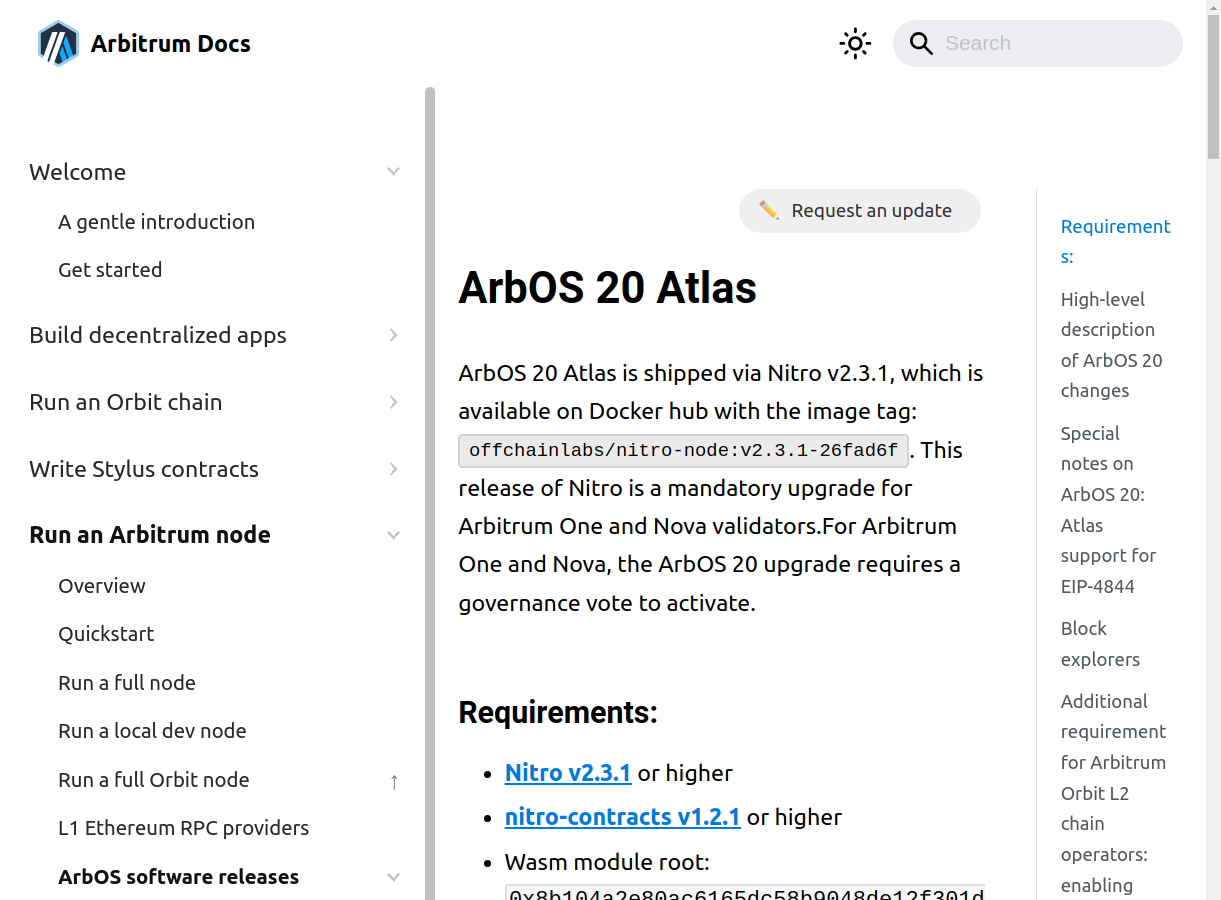 Arbitrum Docs
Search
Welcome
A gentle introduction
Get started
Build decentralized apps
Run an Orbit chain
Write Stylus contracts
Run an Arbitrum node
Overview
Quickstart
Run a full node
Run a local dev node
Run a full Orbit node ↑
L1 Ethereum RPC providers
ArbOS software releases
✏️ Request an update
ArbOS 20 Atlas
ArbOS 20 Atlas is shipped via Nitro v2.3.1, which is
available on Docker hub with the image tag:
offchainlabs/nitro-node:v2.3.1-26fad6f. This
release of Nitro is a mandatory upgrade for
Arbitrum One and Nova validators.For Arbitrum
One and Nova, the ArbOS 20 upgrade requires a
governance vote to activate.
Requirements:
• Nitro v2.3.1 or higher
• nitro-contracts v1.2.1 or higher
• Wasm module root:
0x8b104a2e80ac6165dc58b9048de12f301d
Requirement
s:
High-level
description
of ArbOS 20
changes
Special
notes on
ArbOS 20:
Atlas
support for
EIP-4844
Block
explorers
Additional
requirement
for Arbitrum
Orbit L2
chain
operators:
enabling